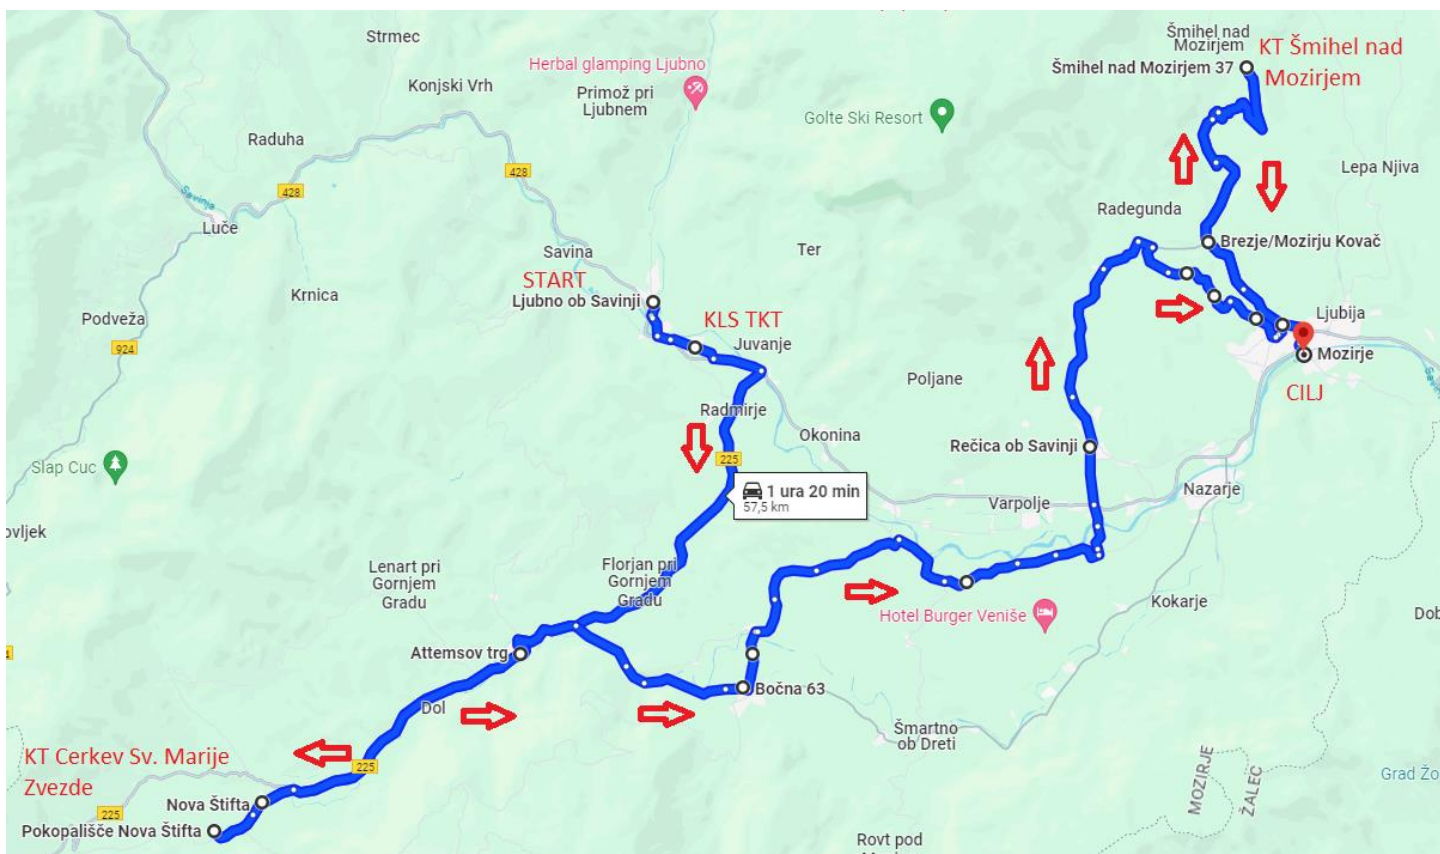 Strmec
Šmihel nad
Mozirjem
KT Šmihel nad
Mozirjem
Herbal glamping Ljubno
Šmihel nad Mozirjem 37
Konjski Vrh
Primož pri
Ljubnem
Golte Ski Resort
Raduha
Lepa Njiva
428
428
Savinja
Luče
Radegunda
Savina
Ter
Brezje/Mozirju Kovač
START
Ljubno ob Savinji
Krnica
Podveža
KLS TKT
Ljubija
Juvanje
924
Mozirje
Poljane
CILJ
Savinja
Radmirje
Okonina
Rečica ob Savinji
Slap Cuc
225
1 ura 20 min
57,5 km
Nazarje
Varpolje
ovljek
Lenart pri
Gornjem
Gradu
Florjan pri
Gornjem
Gradu
Kokarje
Hotel Burger Veniše
Dob
4
Attemsov trg
Bočna 63
Dol
Šmartno
ob Dreti
KT Cerkev Sv. Marije
Zvezde
225
MOZIRJE
ŽALEC
Grad Žo
Nova Štifta
225
Pokopališče Nova Štifta
Rovt pod